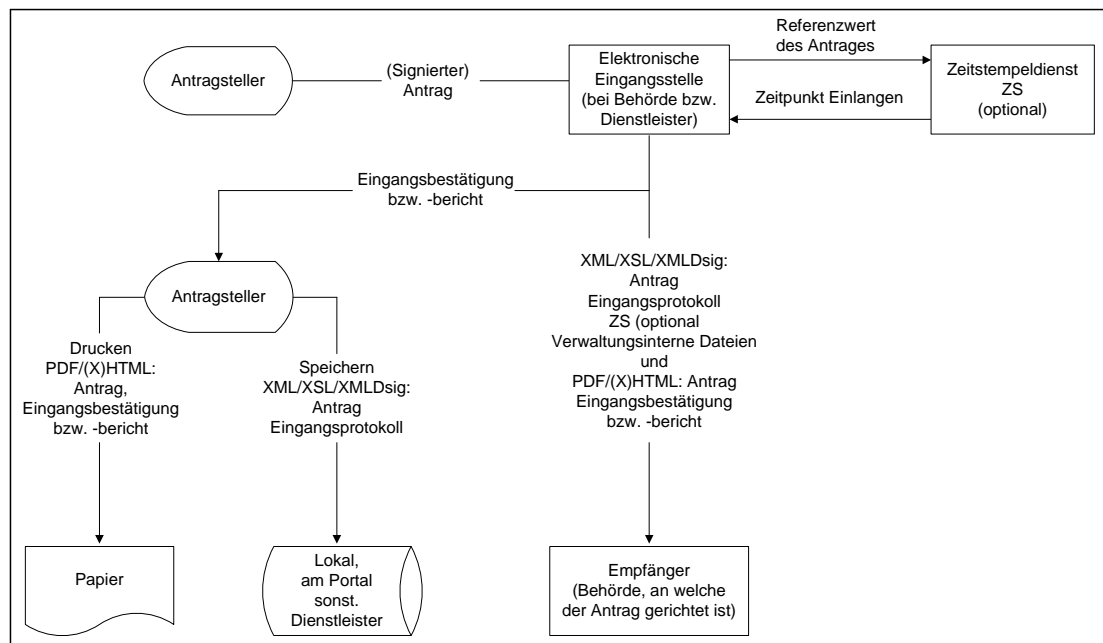 Antragsteller
(Signierter)
Antrag
Elektronische
Eingangsstelle
(bei Behörde bzw.
Dienstleister)
Referenzwert
des Antrages
Zeitpunkt Einlangen
Zeitstempeldienst
ZS
(optional)
Eingangsbestätigung
bzw. -bericht
Antragsteller
Drucken
PDF/(X)HTML:
Antrag,
Eingangsbestätigung
bzw. -bericht
Speichern
XML/XSL/XMLDsig:
Antrag
Eingangsprotokoll
XML/XSL/XMLDsig:
Antrag
Eingangsprotokoll
ZS (optional
Verwaltungsinterne Dateien
und
PDF/(X)HTML: Antrag
Eingangsbestätigung
bzw. -bericht
Papier
Lokal,
am Portal
sonst.
Dienstleister
Empfänger
(Behörde, an welche
der Antrag gerichtet ist)